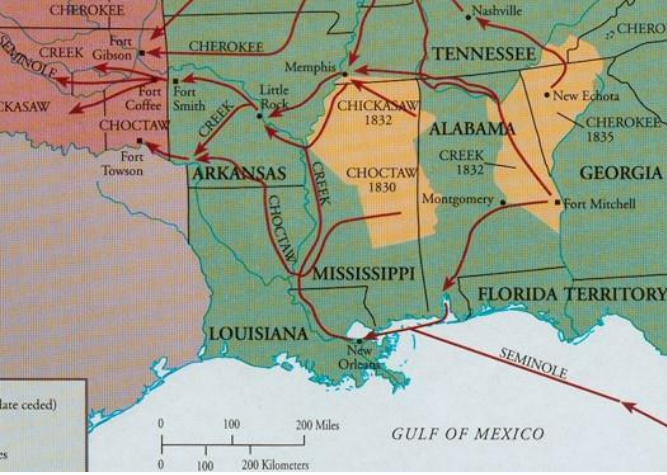 CHEROKEE
Nashville
CHERO
Fort
Gibson
CREEK
SEMINOLE
CHEROKEE
TENNESSEE
Memphis
Fort
Coffee
Fort
Smith
Little
Rock
New Echota
CKASAW
CHICKASAW
1832
CHEROKEE
1835
CREEK
CHOCTAW
ALABAMA
Fort
Towson
ARKANSAS
CREEK
CHOCTAW
1830
CREEK
1832
GEORGIA
CHOCTAW
Montgomery
Fort Mitchell
MISSISSIPPI
FLORIDA TERRITORY
LOUISIANA
New
Orleans
SEMINOLE
late ceded)
es
0 100 200 Miles
0 100 200 Kilometers
GULF OF MEXICO